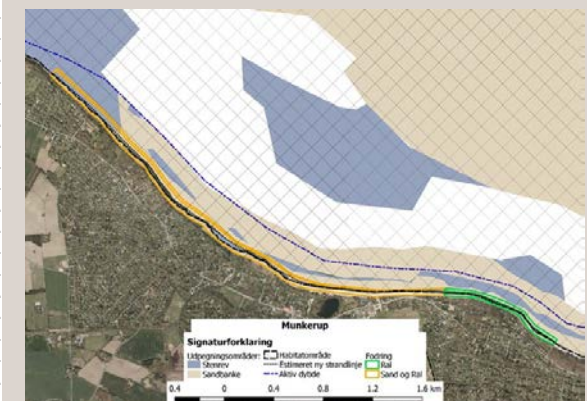 Munkerup
Signaturforklaring
Udpegningsområder:
Stenrev
Sandbanke
Habitatområde
Estimeret ny strandlinje
Aktiv dybde
Fodring
Ral
Sand og Ral
0.4 0 0.4 0.8 1.2 1.6 km